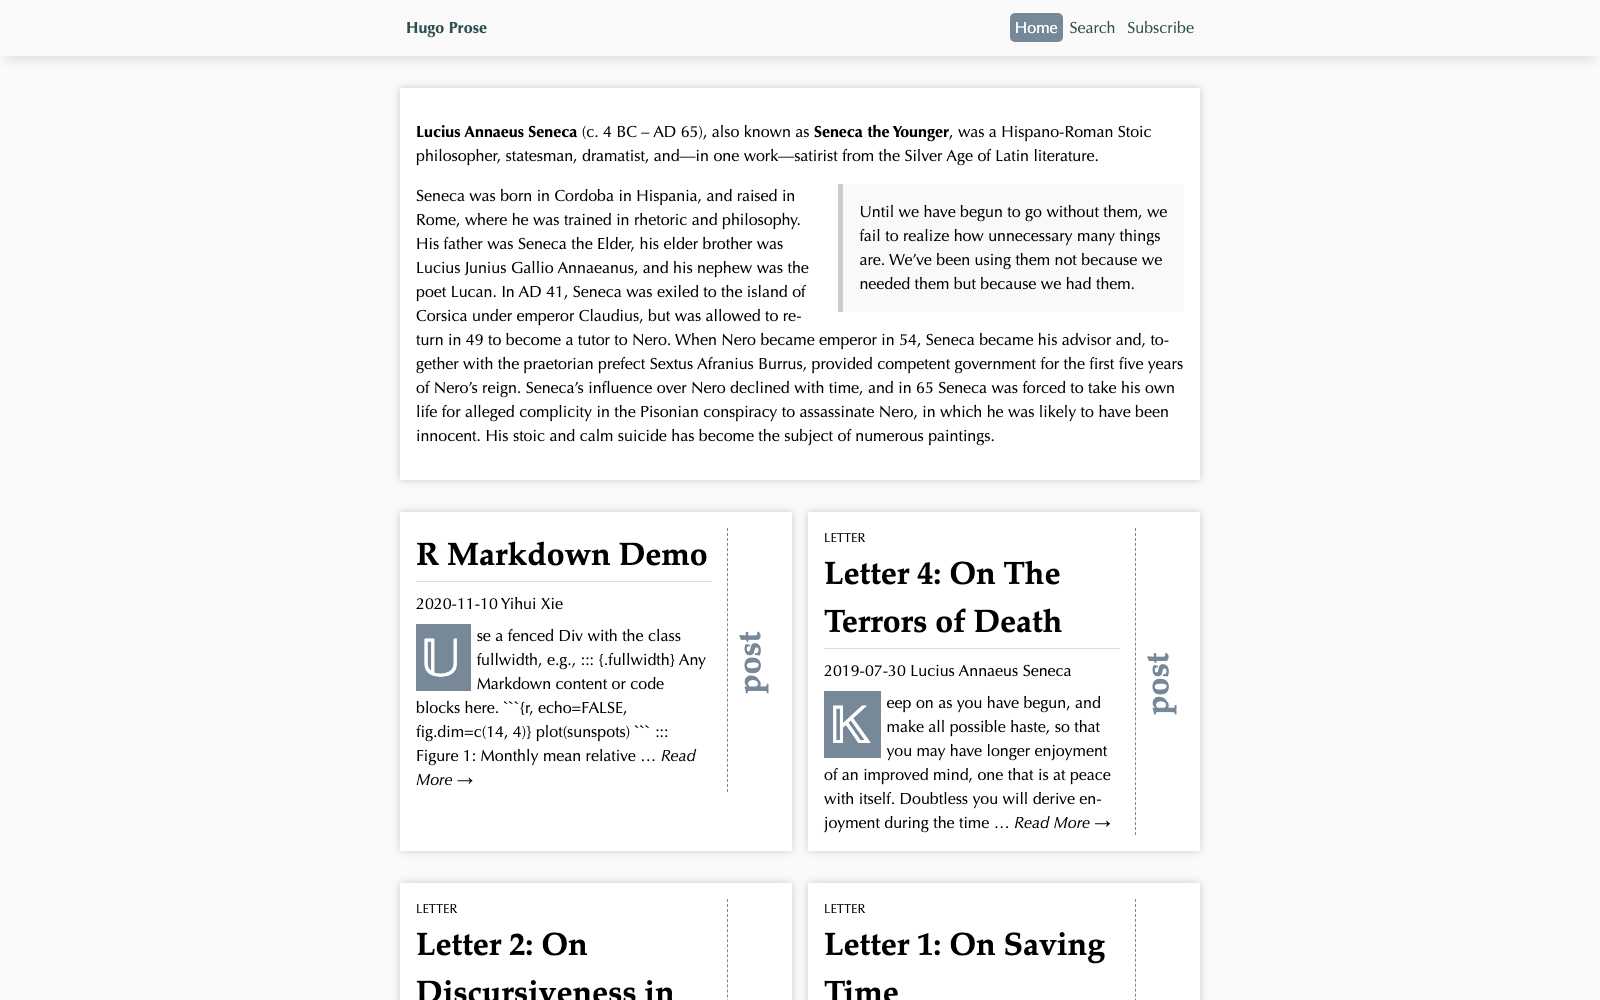 Hugo Prose
Home Search Subscribe
Lucius Annaeus Seneca (c. 4 BC – AD 65), also known as Seneca the Younger, was a Hispano-Roman Stoic
philosopher, statesman, dramatist, and—in one work—satirist from the Silver Age of Latin literature.
Seneca was born in Cordoba in Hispania, and raised in
Rome, where he was trained in rhetoric and philosophy.
His father was Seneca the Elder, his elder brother was
Lucius Junius Gallio Annaeanus, and his nephew was the
poet Lucan. In AD 41, Seneca was exiled to the island of
Corsica under emperor Claudius, but was allowed to re-
turn in 49 to become a tutor to Nero. When Nero became emperor in 54, Seneca became his advisor and, to-
gether with the praetorian prefect Sextus Afranius Burrus, provided competent government for the first five years
of Nero’s reign. Seneca’s influence over Nero declined with time, and in 65 Seneca was forced to take his own
life for alleged complicity in the Pisonian conspiracy to assassinate Nero, in which he was likely to have been
innocent. His stoic and calm suicide has become the subject of numerous paintings.
Until we have begun to go without them, we
fail to realize how unnecessary many things
are. We’ve been using them not because we
needed them but because we had them.
R Markdown Demo
2020-11-10 Yihui Xie
Use a fenced Div with the class
fullwidth, e.g., ::: {.fullwidth} Any
Markdown content or code
blocks here. ```{r, echo=FALSE,
fig.dim=c(14, 4)} plot(sunspots) ``` :::
Figure 1: Monthly mean relative … Read
More →
post
LETTER
Letter 4: On The
Terrors of Death
2019-07-30 Lucius Annaeus Seneca
Keep on as you have begun, and
make all possible haste, so that
you may have longer enjoyment
of an improved mind, one that is at peace
with itself. Doubtless you will derive en-
joyment during the time … Read More →
post
LETTER
Letter 2: On
Discursiveness in
LETTER
Letter 1: On Saving
Time